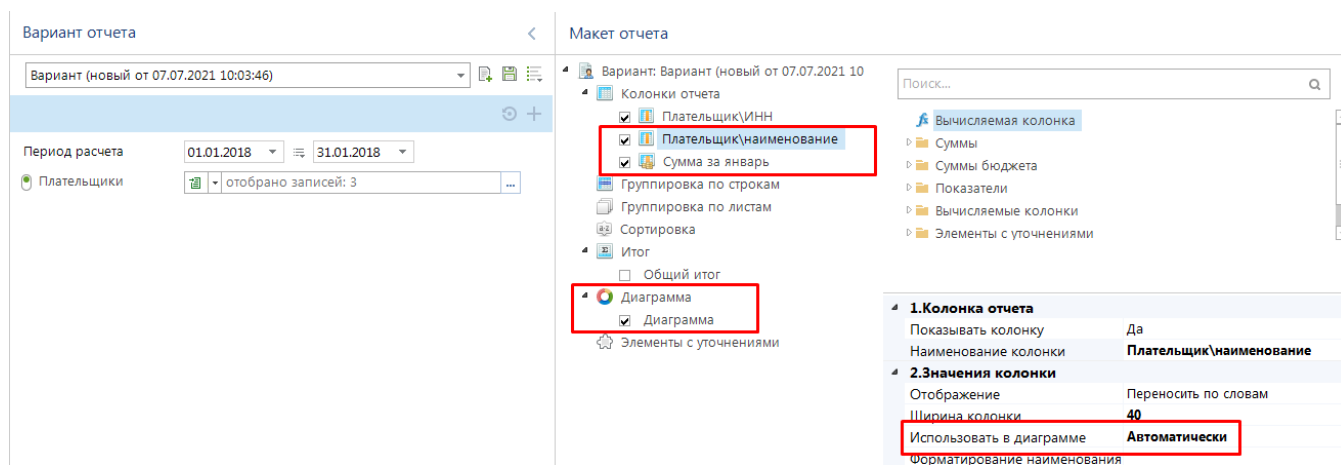 Вариант отчета
Вариант (новый от 07.07.2021 10:03:46)
Период расчета
01.01.2018
31.01.2018
Плательщики
отобрано записей: 3
...
Макет отчета
Вариант: Вариант (новый от 07.07.2021 10
Колонки отчета
Плательщик\ИНН
Плательщик\наименование
Сумма за январь
Группировка по строкам
Группировка по листам
Сортировка
Итог
Общий итог
Диаграмма
Диаграмма
Элементы с уточнениями
Поиск...
Вычисляемая колонка
Суммы
Суммы бюджета
Показатели
Вычисляемые колонки
Элементы с уточнениями
1.Колонка отчета
Показывать колонку Да
Наименование колонки Плательщик\наименование
2.Значения колонки
Отображение Переносить по словам
Ширина колонки 40
Использовать в диаграмме Автоматически
Форматирование наименования